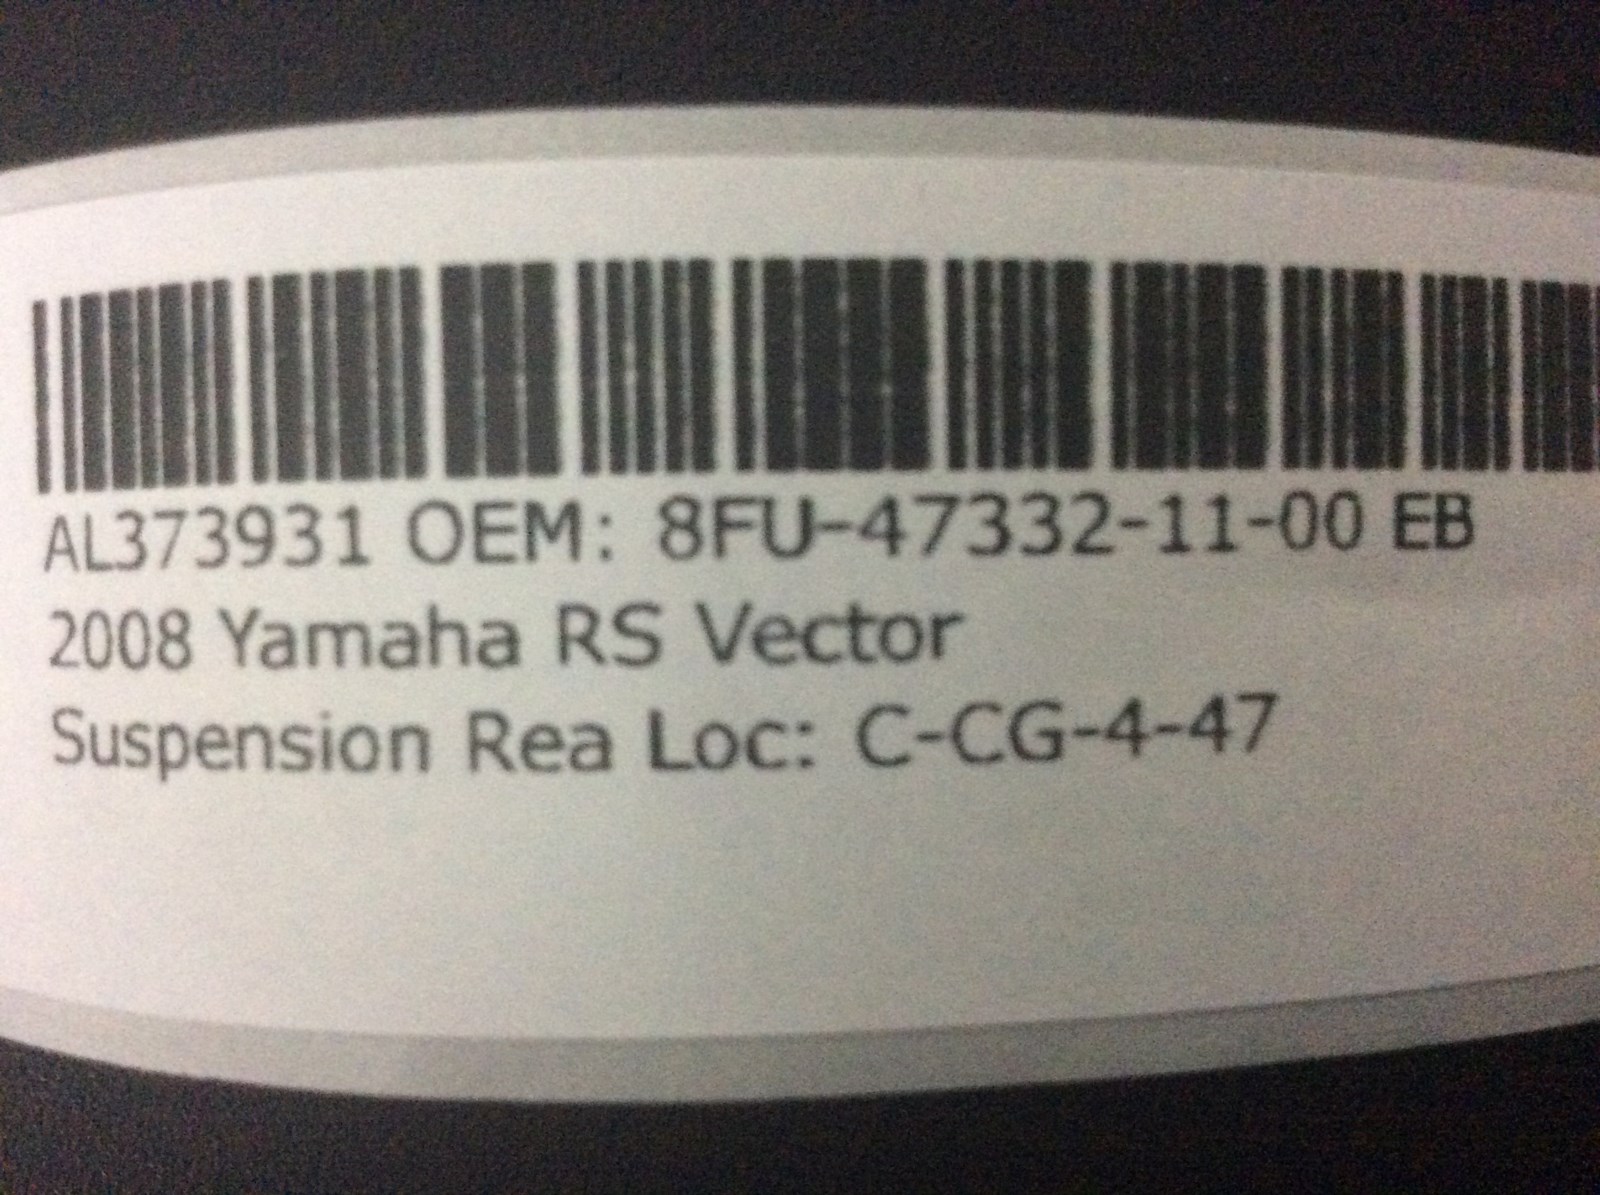 AL373931 OEM: 8FU-47332-11-00 EB
2008 Yamaha RS Vector
Suspension Rea Loc: C-CG-4-47